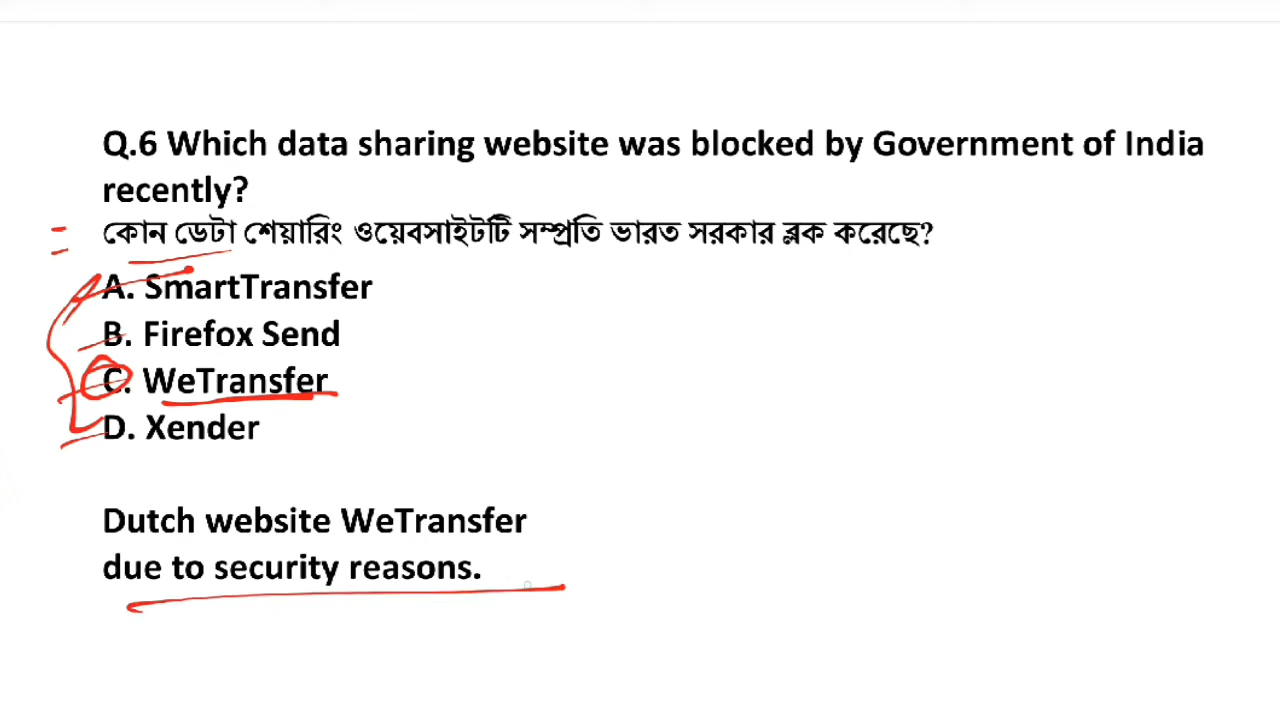 Q.6 Which data sharing website was blocked by Government of India
recently?
কোন ডেটা শেয়ারিং ওয়েবসাইটটি সম্প্রতি ভারত সরকার ব্লক করেছে?
A. SmartTransfer
B. Firefox Send
C. WeTransfer
D. Xender
Dutch website WeTransfer
due to security reasons.